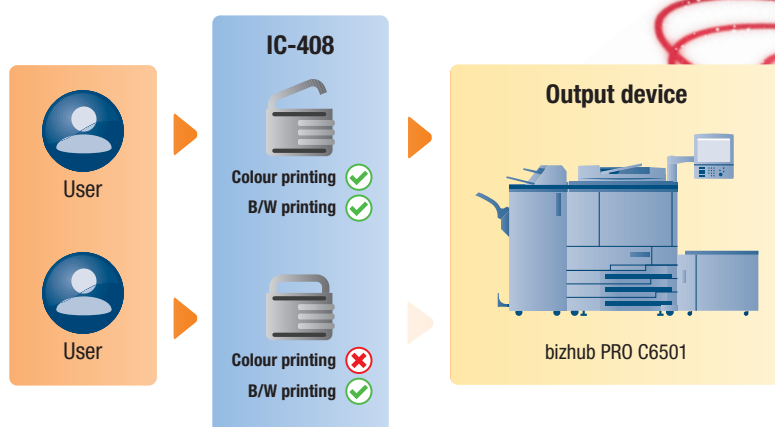 IC-408
Output device
User
Colour printing
B/W printing
User
Colour printing
B/W printing
bizhub PRO C6501